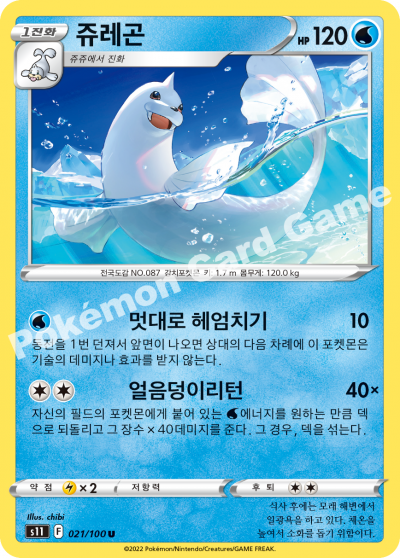 1진화
쥬레곤
HP 120
쥬쥬에서 진화
전국도감 NO.087 강치포켓몬 키: 1.7 m 몸무게: 120.0 kg
멋대로 헤엄치기 10
동전을 1번 던져서 앞면이 나오면 상대의 다음 차례에 이 포켓몬은
기술의 데미지나 효과를 받지 않는다.
얼음덩이리턴 40×
자신의 필드의 포켓몬에게 붙어 있는 에너지를 원하는 만큼 덱
으로 되돌리고 그 장수×40데미지를 준다. 그 경우, 덱을 섞는다.
약점 ×2 저항력 후퇴
식사 후에는 모래 해변에서
일광욕을 하고 있다. 체온을
높여서 소화를 돕기 위함이다.
Illus. chibi
s11 F 021/100 U
©2022 Pokémon/Nintendo/Creatures/GAME FREAK.
Pokémon Card Game